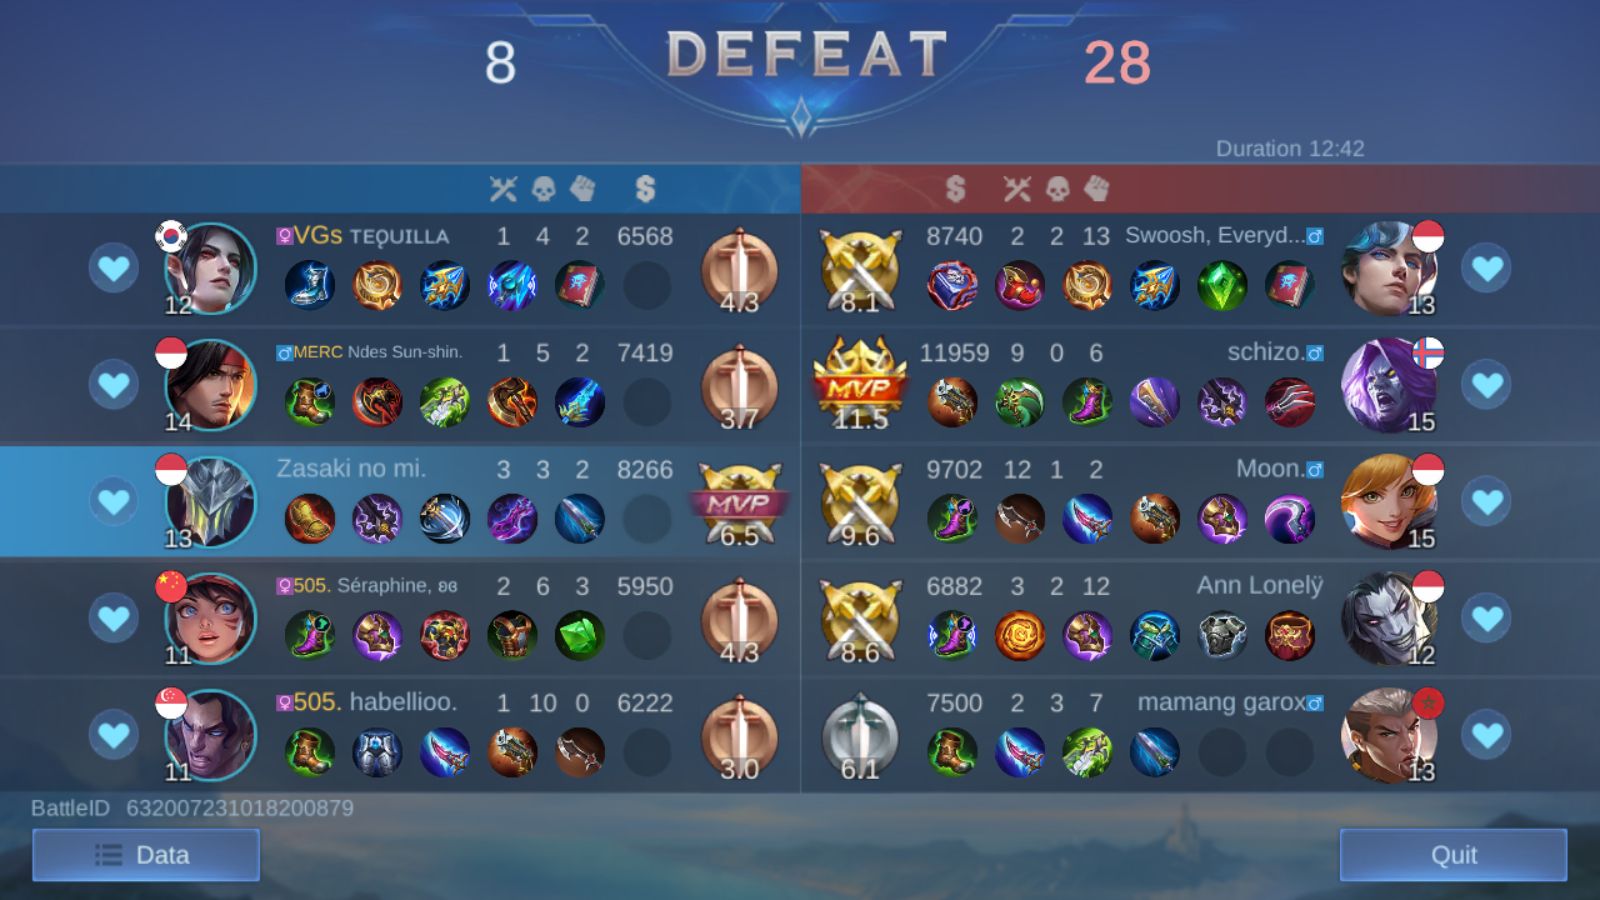 8 DEFEAT 28
Duration 12:42
VGs TEQUILLA 1 4 2 6568
12 4.3
8740 2 2 13 Swoosh, Everyd...
8.1 13
MERC Ndes Sun-shin. 1 5 2 7419
14 3.7
MVP 11959 9 0 6 schizo.
11.5 15
Zasaki no mi. 3 3 2 8266 MVP
13 6.5
9702 12 1 2 Moon.
9.6 15
505. Séraphine, ʚɞ 2 6 3 5950
11 4.3
6882 3 2 12 Ann Lonelÿ
8.6 12
505. habellioo. 1 10 0 6222
11 3.0
7500 2 3 7 mamang garox
6.1 13
BattleID 632007231018200879
Data
Quit